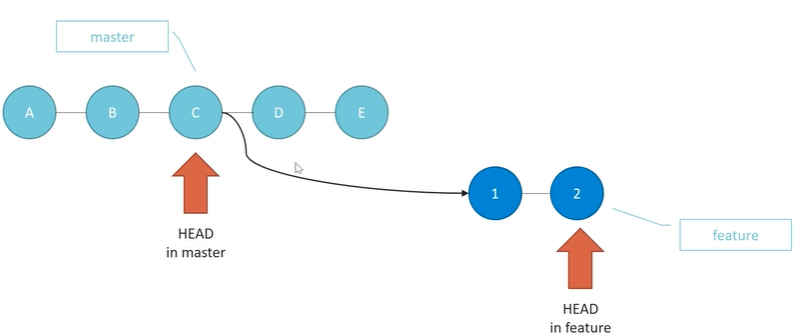 master
A
B
C
D
E
1
2
HEAD
in master
feature
HEAD
in feature